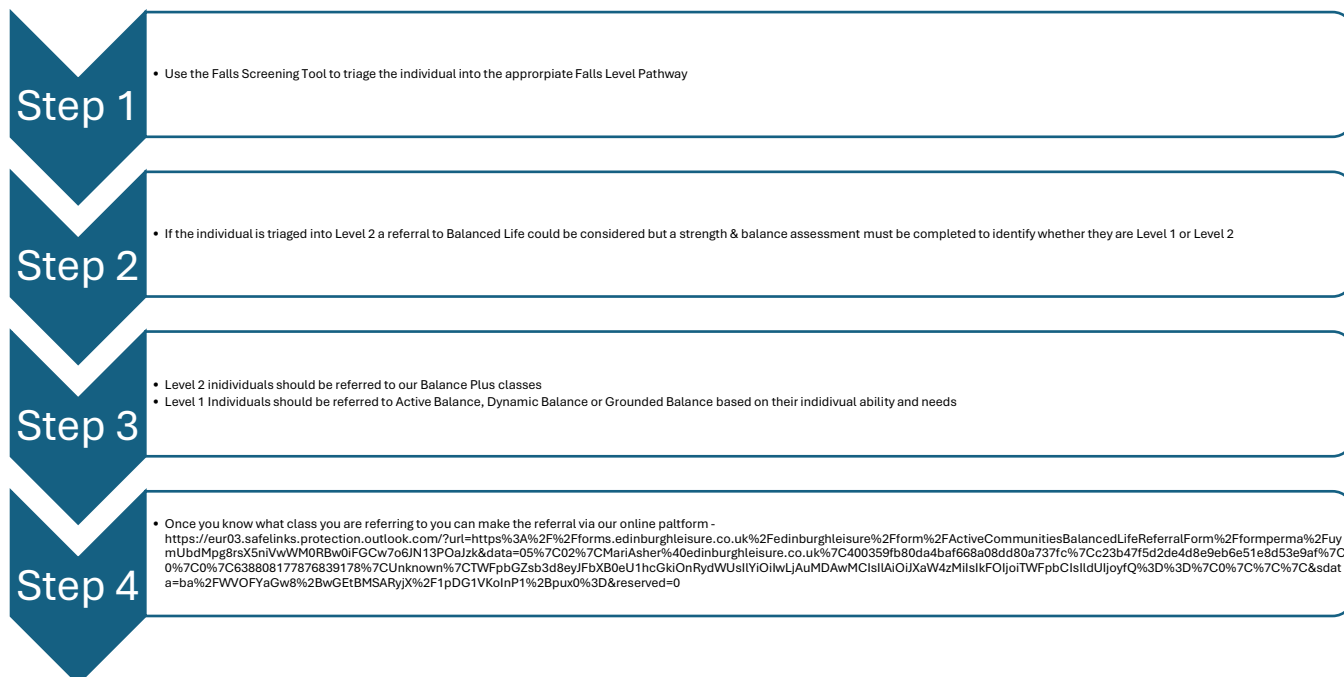 Step 1
• Use the Falls Screening Tool to triage the individual into the approrpiate Falls Level Pathway
Step 2
• If the individual is triaged into Level 2 a referral to Balanced Life could be considered but a strength & balance assessment must be completed to identify whether they are Level 1 or Level 2
Step 3
• Level 2 inidividuals should be referred to our Balance Plus classes
• Level 1 Individuals should be referred to Active Balance, Dynamic Balance or Grounded Balance based on their indidivual ability and needs
Step 4
• Once you know what class you are referring to you can make the referral via our online paltform -
https://eur03.safelinks.protection.outlook.com/?url=https%3A%2F%2Fforms.edinburghleisure.co.uk%2Fedinburghleisure%2Fform%2FActiveCommunitiesBalancedLifeReferralForm%2Fformperma%2Fuy
mUbdMpg8rsX5niVwWM0RBw0iFGCw7o6JN13POaJzk&data=05%7C02%7CMariAsher%40edinburghleisure.co.uk%7C400359fb80da4baf668a08dd80a737fc%7Cc23b47f5d2de4d8e9eb6e51e8d53e9af%7C
0%7C0%7C638808177876839178%7CUnknown%7CTWFpbGZsb3d8eyJFbXB0eU1hcGkiOnRydWUsIlYiOiIwLjAuMDAwMCIsIlAiOiJXaW4zMiIsIkFOIjoiTWFpbCIsIldUIjoyfQ%3D%3D%7C0%7C%7C%7C&sdat
a=ba%2FWVOFYaGw8%2BwGEtBMSARyjX%2F1pDG1VKoInP1%2Bpux0%3D&reserved=0